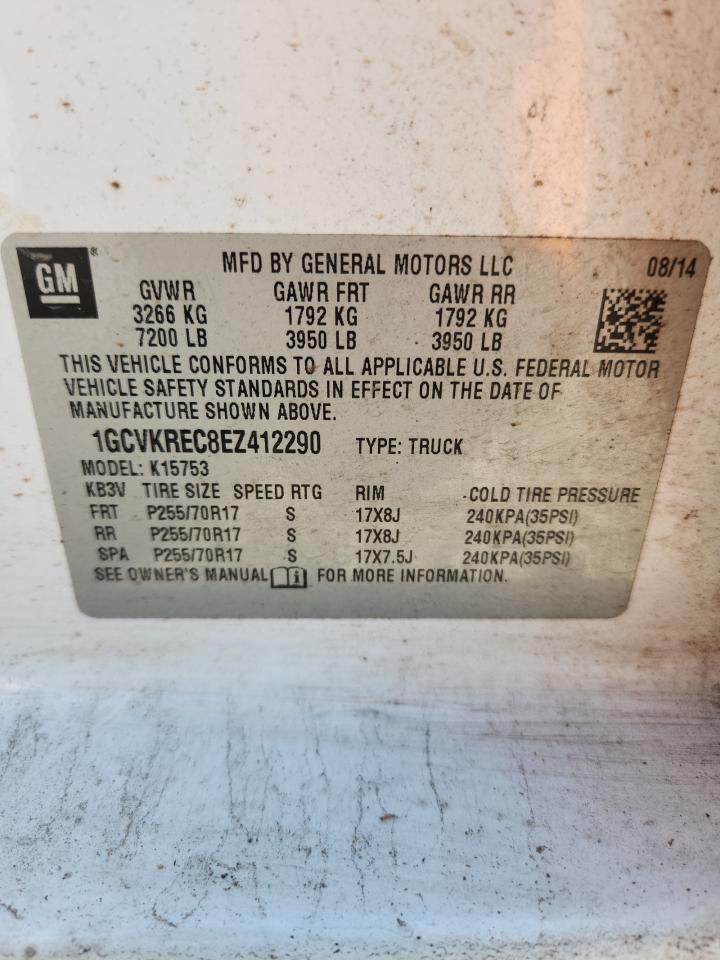 GM®
MFD BY GENERAL MOTORS LLC 08/14
GVWR GAWR FRT GAWR RR
3266 KG 1792 KG 1792 KG
7200 LB 3950 LB 3950 LB
THIS VEHICLE CONFORMS TO ALL APPLICABLE U.S. FEDERAL MOTOR
VEHICLE SAFETY STANDARDS IN EFFECT ON THE DATE OF
MANUFACTURE SHOWN ABOVE.
1GCVKREC8EZ412290 TYPE: TRUCK
MODEL: K15753
KB3V TIRE SIZE SPEED RTG RIM COLD TIRE PRESSURE
FRT P255/70R17 S 17X8J 240KPA(35PSI)
RR P255/70R17 S 17X8J 240KPA(35PSI)
SPA P255/70R17 S 17X7.5J 240KPA(35PSI)
SEE OWNER'S MANUAL i FOR MORE INFORMATION.